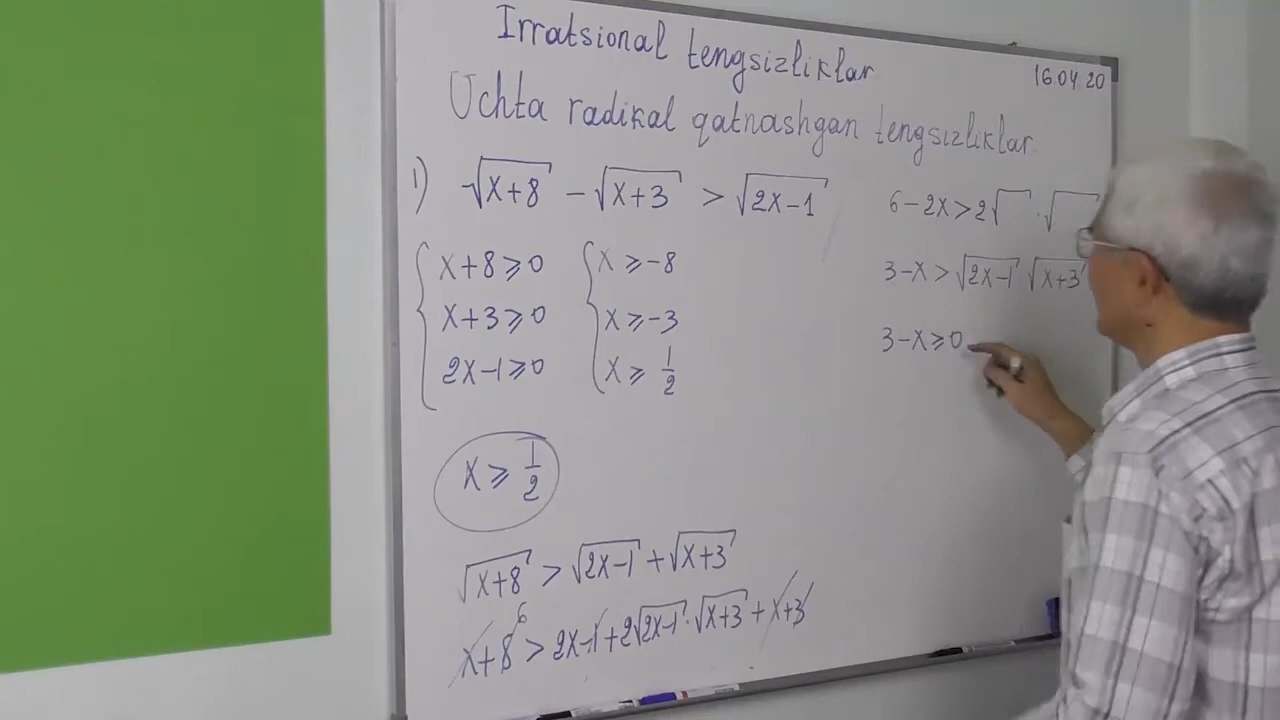 Irratsional tengsizliklar
16 04 20
Uchta radikal qatnashgan tengsizliklar
1) √(x+8) - √(x+3) > √(2x-1)
{ x+8 ⩾ 0
x+3 ⩾ 0
2x-1 ⩾ 0
{ x ⩾ -8
x ⩾ -3
x ⩾ 1/2
x ⩾ 1/2
√(x+8) > √(2x-1) + √(x+3)
6
x+8 > 2x-1 + 2√(2x-1) · √(x+3) + x+3
6-2x > 2√ · √
3-x > √(2x-1) √(x+3)
3-x ⩾ 0